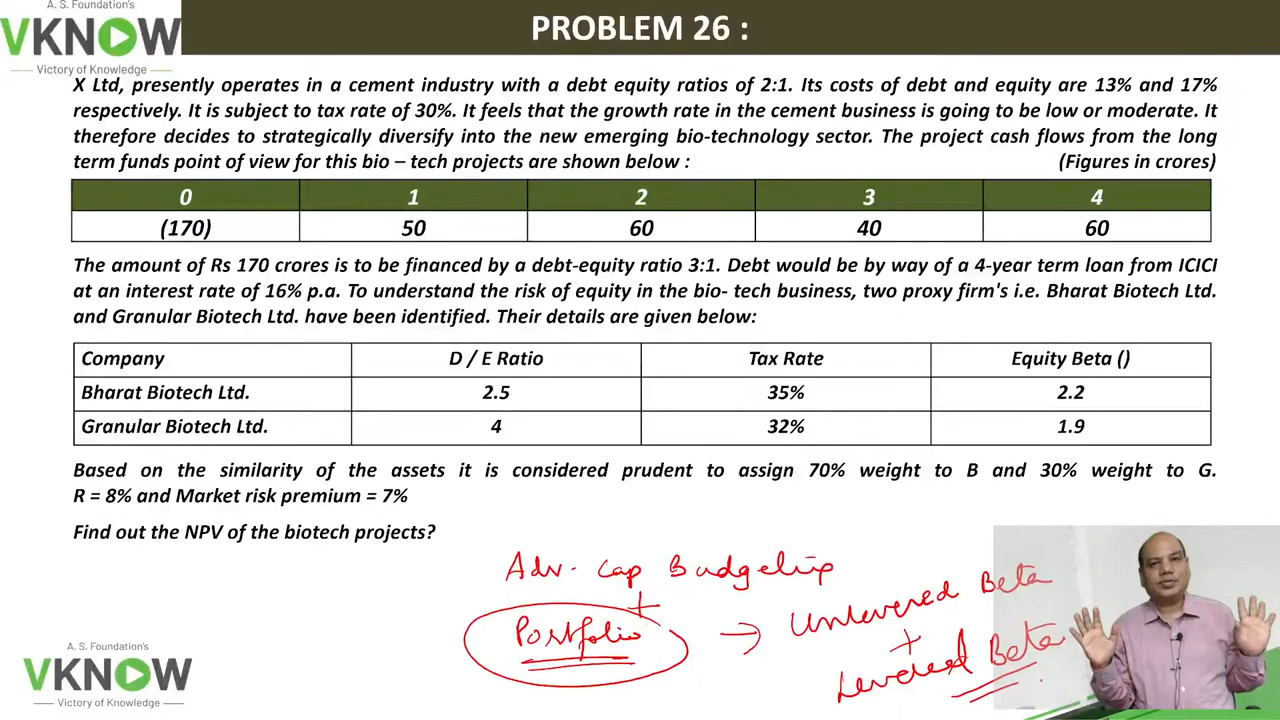 A. S. Foundation's
VKNOW
Victory of Knowledge
PROBLEM 26 :
X Ltd, presently operates in a cement industry with a debt equity ratios of 2:1. Its costs of debt and equity are 13% and 17%
respectively. It is subject to tax rate of 30%. It feels that the growth rate in the cement business is going to be low or moderate. It
therefore decides to strategically diversify into the new emerging bio-technology sector. The project cash flows from the long
term funds point of view for this bio – tech projects are shown below : (Figures in crores)
0 1 2 3 4
(170) 50 60 40 60
The amount of Rs 170 crores is to be financed by a debt-equity ratio 3:1. Debt would be by way of a 4-year term loan from ICICI
at an interest rate of 16% p.a. To understand the risk of equity in the bio- tech business, two proxy firm's i.e. Bharat Biotech Ltd.
and Granular Biotech Ltd. have been identified. Their details are given below:
Company D / E Ratio Tax Rate Equity Beta ()
Bharat Biotech Ltd. 2.5 35% 2.2
Granular Biotech Ltd. 4 32% 1.9
Based on the similarity of the assets it is considered prudent to assign 70% weight to B and 30% weight to G.
R = 8% and Market risk premium = 7%
Find out the NPV of the biotech projects?
Adv. Cap Budgeting
+
Portfolio → Unlevered Beta
+
Levered Beta
A. S. Foundation's
VKNOW
Victory of Knowledge